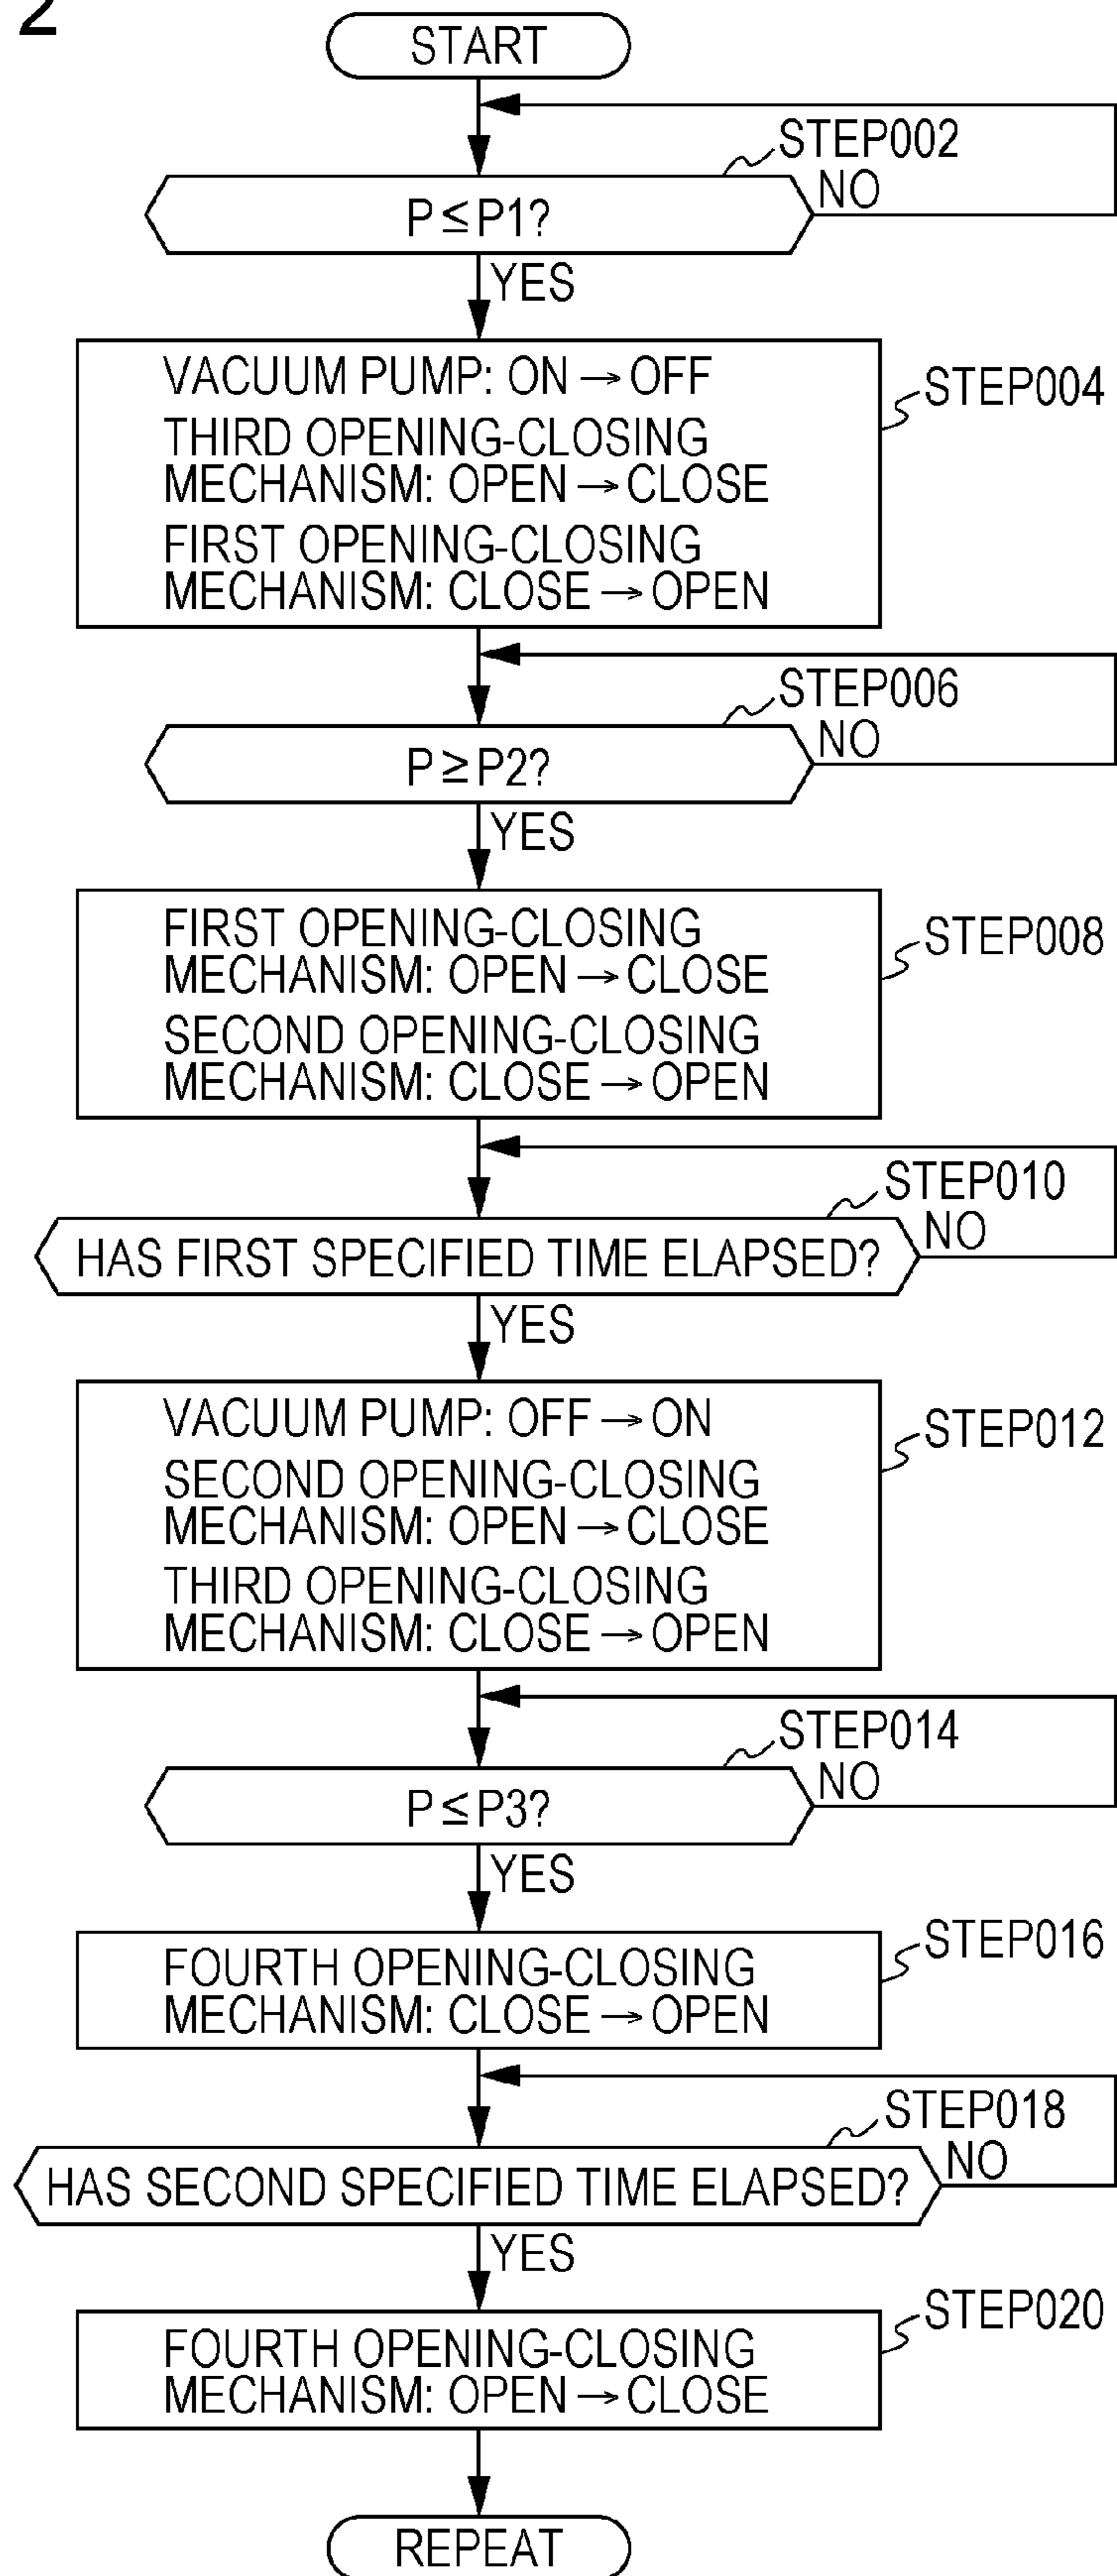 2
START
STEP002
NO
P ≤ P1?
YES
VACUUM PUMP: ON → OFF
THIRD OPENING-CLOSING
MECHANISM: OPEN → CLOSE
FIRST OPENING-CLOSING
MECHANISM: CLOSE → OPEN
STEP004
STEP006
NO
P ≥ P2?
YES
FIRST OPENING-CLOSING
MECHANISM: OPEN → CLOSE
SECOND OPENING-CLOSING
MECHANISM: CLOSE → OPEN
STEP008
STEP010
NO
HAS FIRST SPECIFIED TIME ELAPSED?
YES
VACUUM PUMP: OFF → ON
SECOND OPENING-CLOSING
MECHANISM: OPEN → CLOSE
THIRD OPENING-CLOSING
MECHANISM: CLOSE → OPEN
STEP012
STEP014
NO
P ≤ P3?
YES
FOURTH OPENING-CLOSING
MECHANISM: CLOSE → OPEN
STEP016
STEP018
NO
HAS SECOND SPECIFIED TIME ELAPSED?
YES
FOURTH OPENING-CLOSING
MECHANISM: OPEN → CLOSE
STEP020
REPEAT